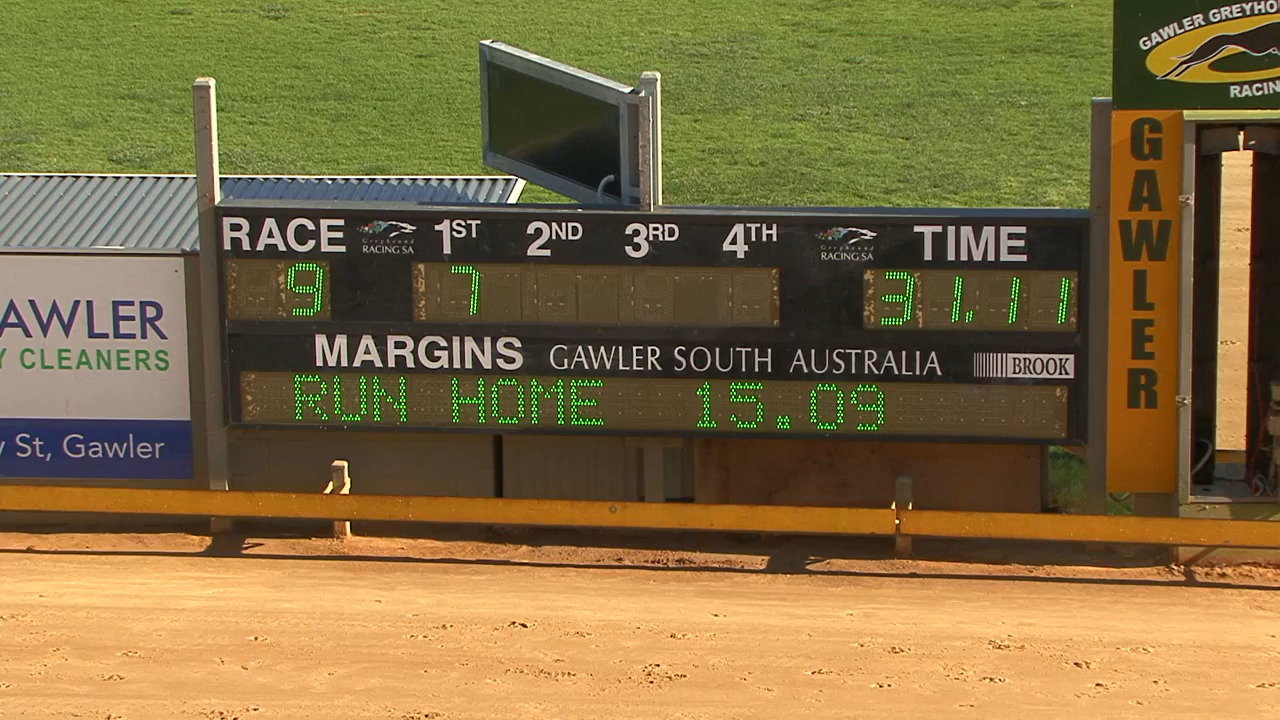 GAWLER GREYHO
RACIN
GAWLER
RACE 1ST 2ND 3RD 4TH TIME
Greyhound
RACING SA
Greyhound
RACING SA
9 7 31.11
MARGINS GAWLER SOUTH AUSTRALIA BROOK
RUN HOME 15.09
AWLER
Y CLEANERS
y St, Gawler